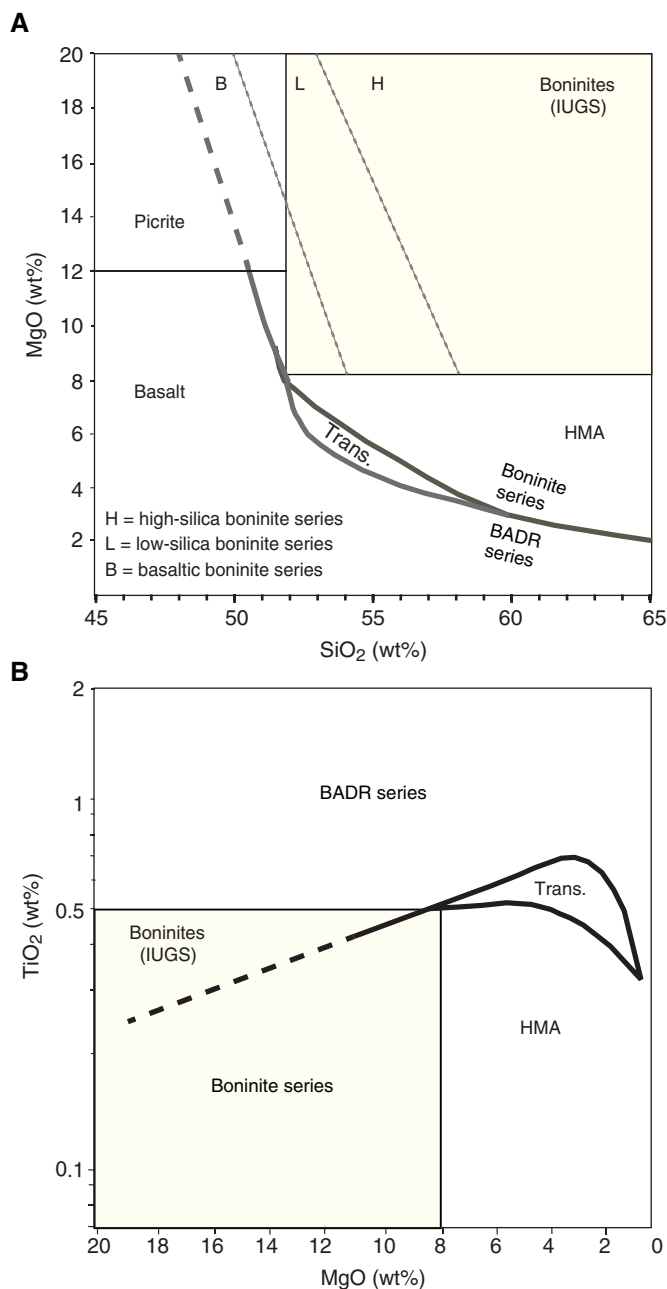 A
20
18
16
14
12
10
8
6
4
2
MgO (wt%)
B
L
H
Boninites
(IUGS)
Picrite
Basalt
Trans.
HMA
Boninite
series
BADR
series
H = high-silica boninite series
L = low-silica boninite series
B = basaltic boninite series
45
50
55
60
65
SiO₂ (wt%)
B
2
1
0.5
0.1
TiO₂ (wt%)
BADR series
Trans.
Boninites
(IUGS)
HMA
Boninite series
20
18
16
14
12
10
8
6
4
2
0
MgO (wt%)